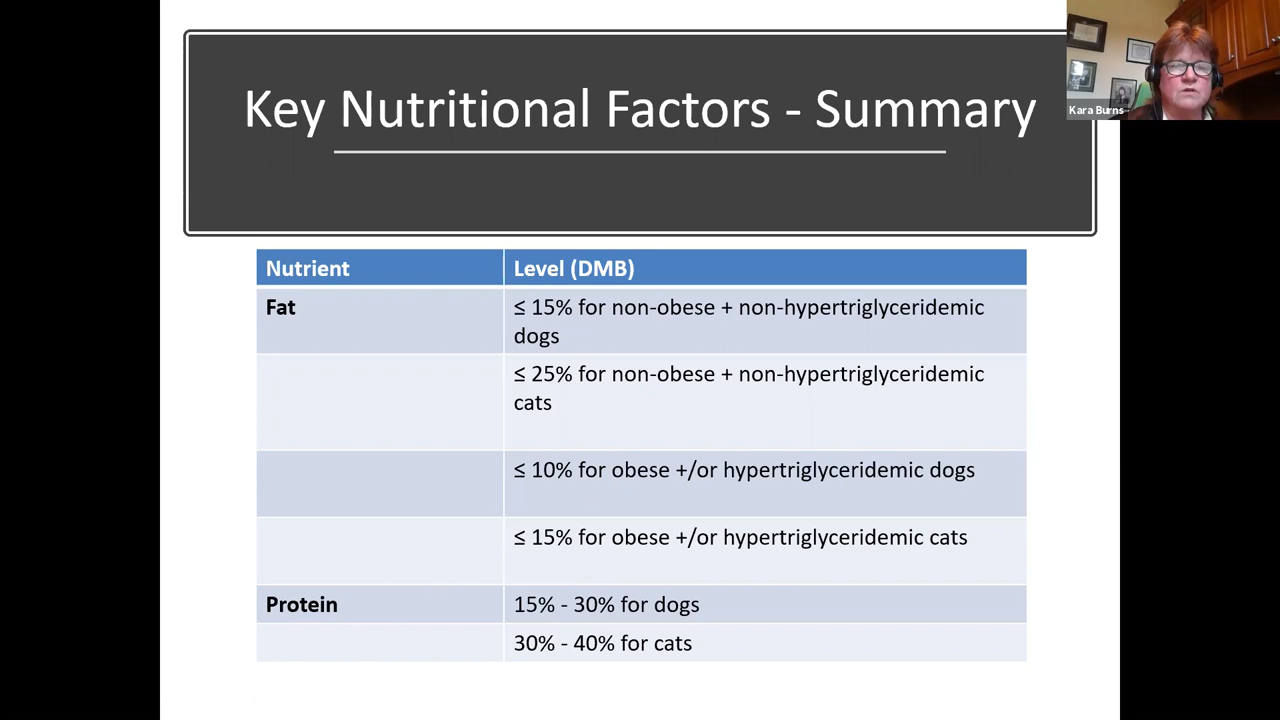 Key Nutritional Factors - Summary
Kara Burns
Nutrient
Level (DMB)
Fat
≤ 15% for non-obese + non-hypertriglyceridemic
dogs
≤ 25% for non-obese + non-hypertriglyceridemic
cats
≤ 10% for obese +/or hypertriglyceridemic dogs
≤ 15% for obese +/or hypertriglyceridemic cats
Protein
15% - 30% for dogs
30% - 40% for cats